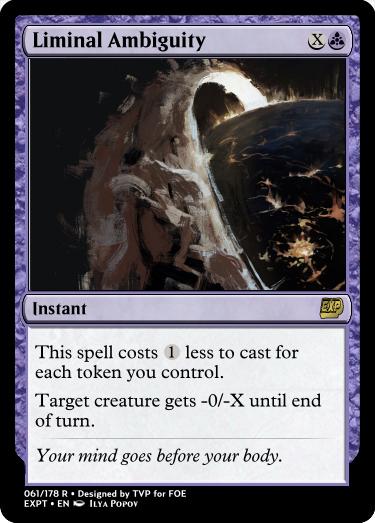 Liminal Ambiguity X
Instant EXP
This spell costs 1 less to cast for
each token you control.
Target creature gets -0/-X until end
of turn.
Your mind goes before your body.
061/178 R • Designed by TVP for FOE
EXPT • EN Ilya Popov